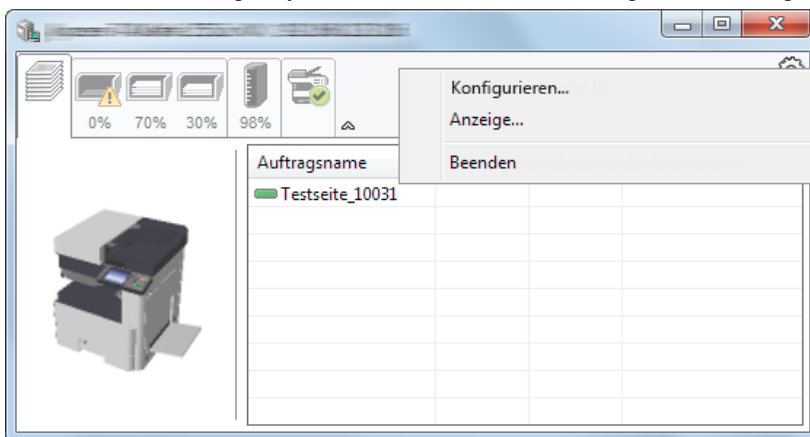 0% 70% 30% 98%
Konfigurieren...
Anzeige...
Beenden
Auftragsname
Testseite_10031